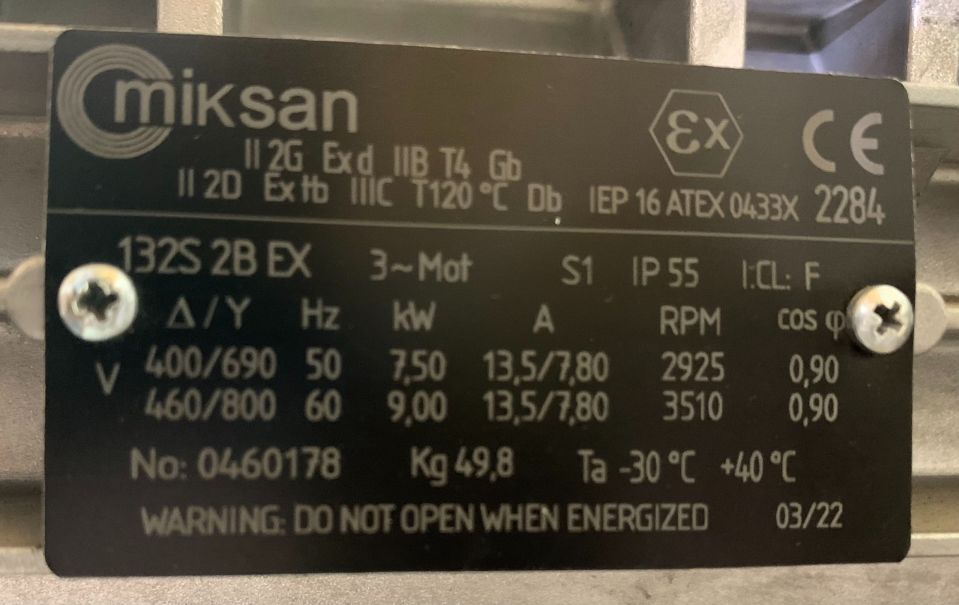 miksan
εx CE
II 2G Ex d IIB T4 Gb
II 2D Ex tb IIIC T120 °C Db IEP 16 ATEX 0433X 2284
132S 2B EX 3~Mot S1 IP 55 I:CL: F
Δ/Y Hz kW A RPM cos φ
V 400/690 50 7,50 13,5/7,80 2925 0,90
460/800 60 9,00 13,5/7,80 3510 0,90
No: 0460178 Kg 49,8 Ta -30 °C +40 °C
WARNING: DO NOT OPEN WHEN ENERGIZED 03/22